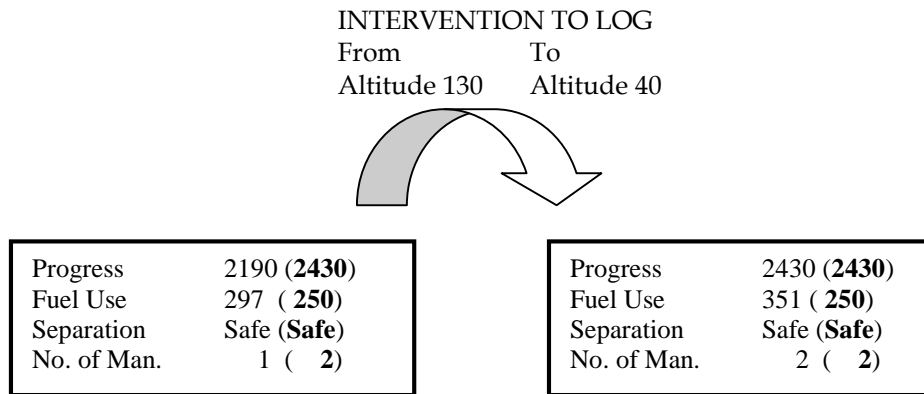 INTERVENTION TO LOG
From To
Altitude 130 Altitude 40
Progress 2190 (2430)
Fuel Use 297 ( 250)
Separation Safe (Safe)
No. of Man. 1 ( 2)
Progress 2430 (2430)
Fuel Use 351 ( 250)
Separation Safe (Safe)
No. of Man. 2 ( 2)